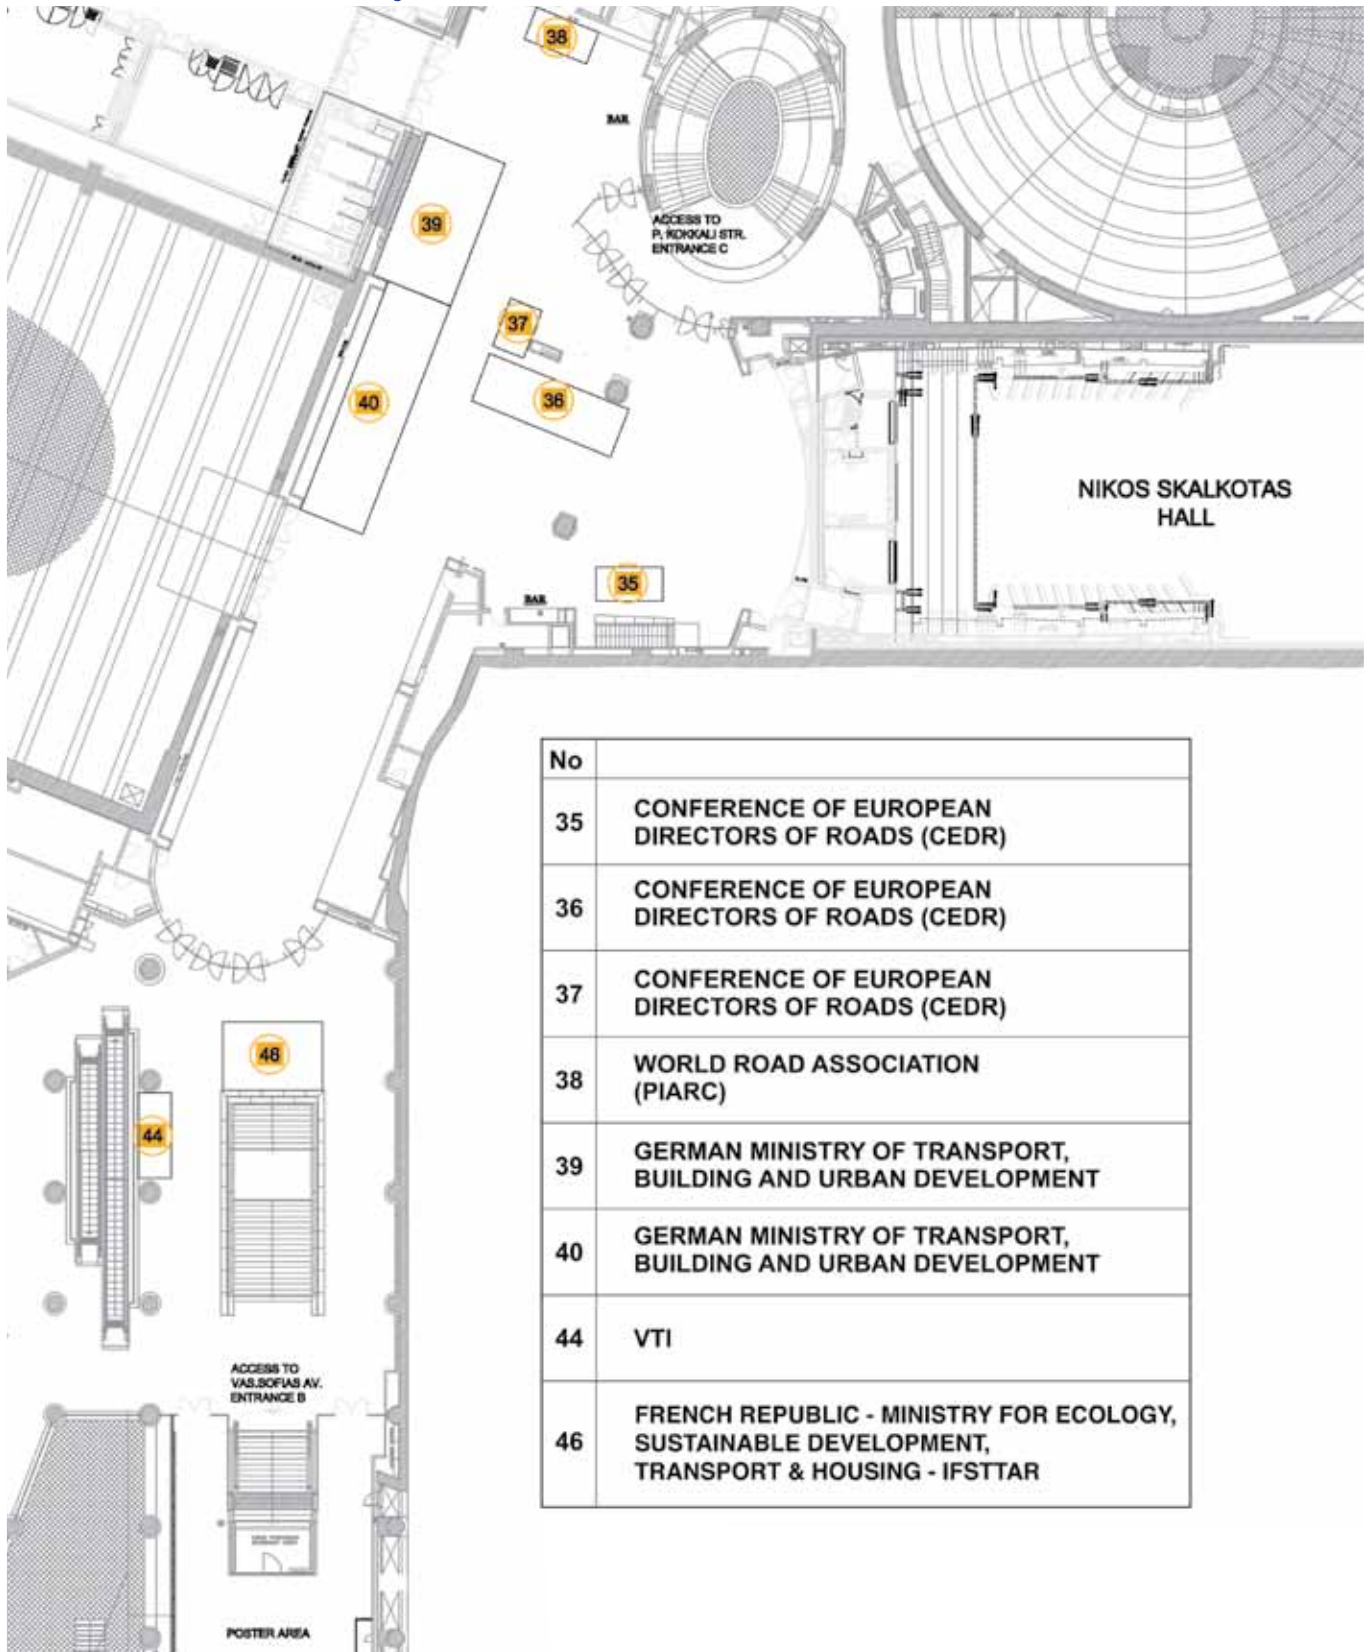 38
BAR
39
ACCESS TO
P. KOKKALI STR.
ENTRANCE C
37
40
36
NIKOS SKALKOTAS
HALL
35
BAR
No
35 CONFERENCE OF EUROPEAN
DIRECTORS OF ROADS (CEDR)
36 CONFERENCE OF EUROPEAN
DIRECTORS OF ROADS (CEDR)
37 CONFERENCE OF EUROPEAN
DIRECTORS OF ROADS (CEDR)
38 WORLD ROAD ASSOCIATION
(PIARC)
39 GERMAN MINISTRY OF TRANSPORT,
BUILDING AND URBAN DEVELOPMENT
40 GERMAN MINISTRY OF TRANSPORT,
BUILDING AND URBAN DEVELOPMENT
44 VTI
46 FRENCH REPUBLIC - MINISTRY FOR ECOLOGY,
SUSTAINABLE DEVELOPMENT,
TRANSPORT & HOUSING - IFSTTAR
46
44
ACCESS TO
VAS.SOFIAS AV.
ENTRANCE B
POSTER AREA